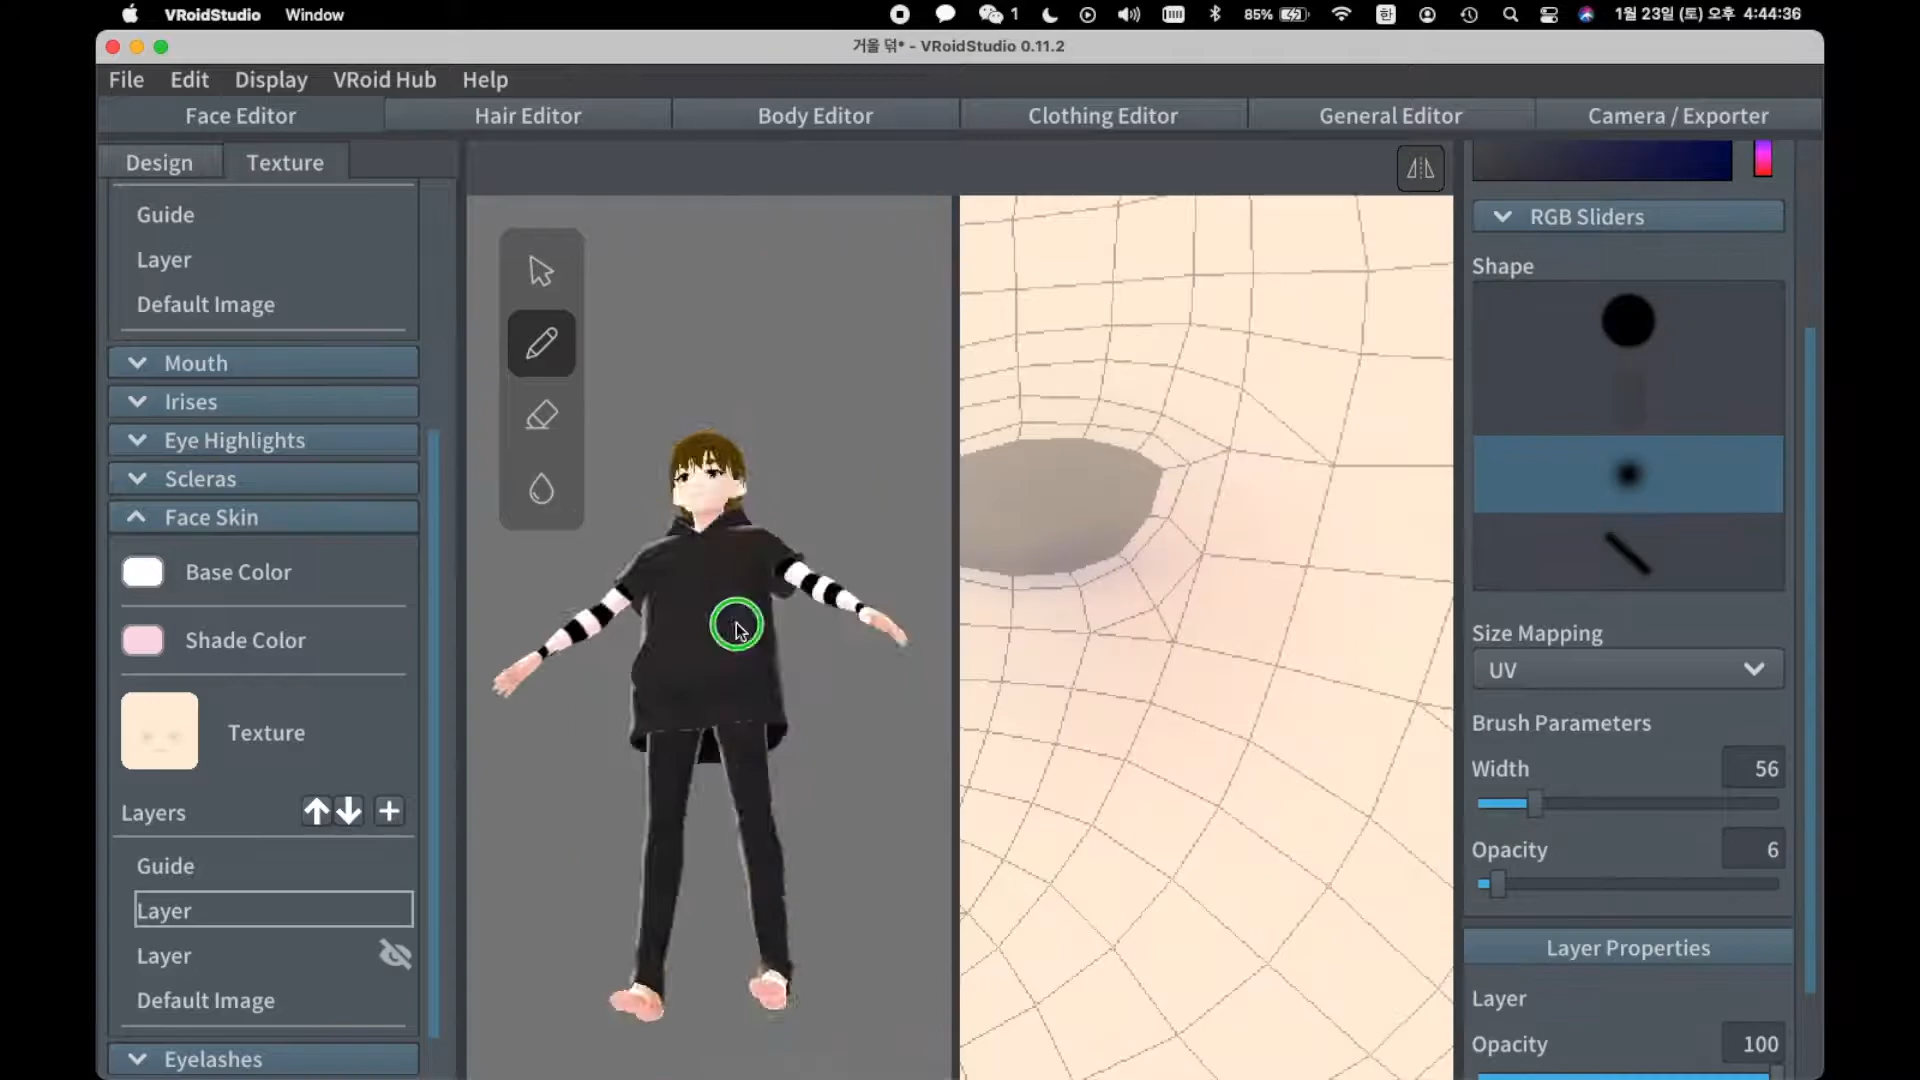 VRoidStudio Window
1 85% 한 1월 23일 (토) 오후 4:44:36
거울 덖* - VRoidStudio 0.11.2
File Edit Display VRoid Hub Help
Face Editor Hair Editor Body Editor Clothing Editor General Editor Camera / Exporter
Design Texture
Guide
Layer
Default Image
Mouth
Irises
Eye Highlights
Scleras
Face Skin
Base Color
Shade Color
Texture
Layers
Guide
Layer
Layer
Default Image
Eyelashes
RGB Sliders
Shape
Size Mapping
UV
Brush Parameters
Width 56
Opacity 6
Layer Properties
Layer
Opacity 100